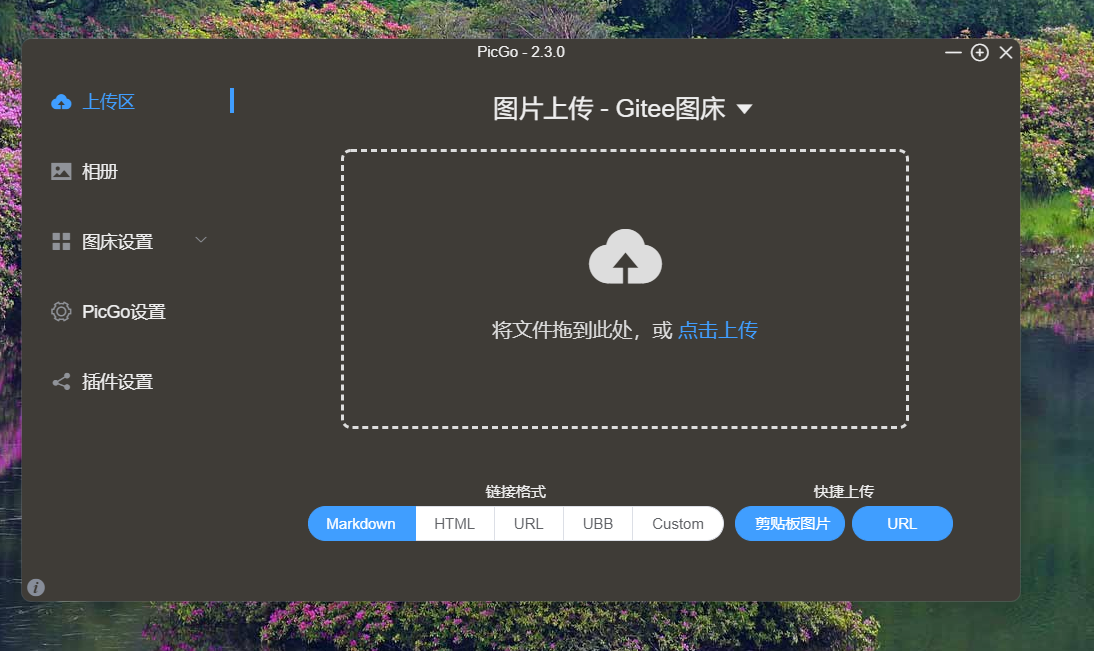 PicGo - 2.3.0
上传区
相册
图床设置
PicGo设置
插件设置
图片上传 - Gitee图床
将文件拖到此处，或 点击上传
链接格式
Markdown HTML URL UBB Custom
快捷上传
剪贴板图片 URL
i